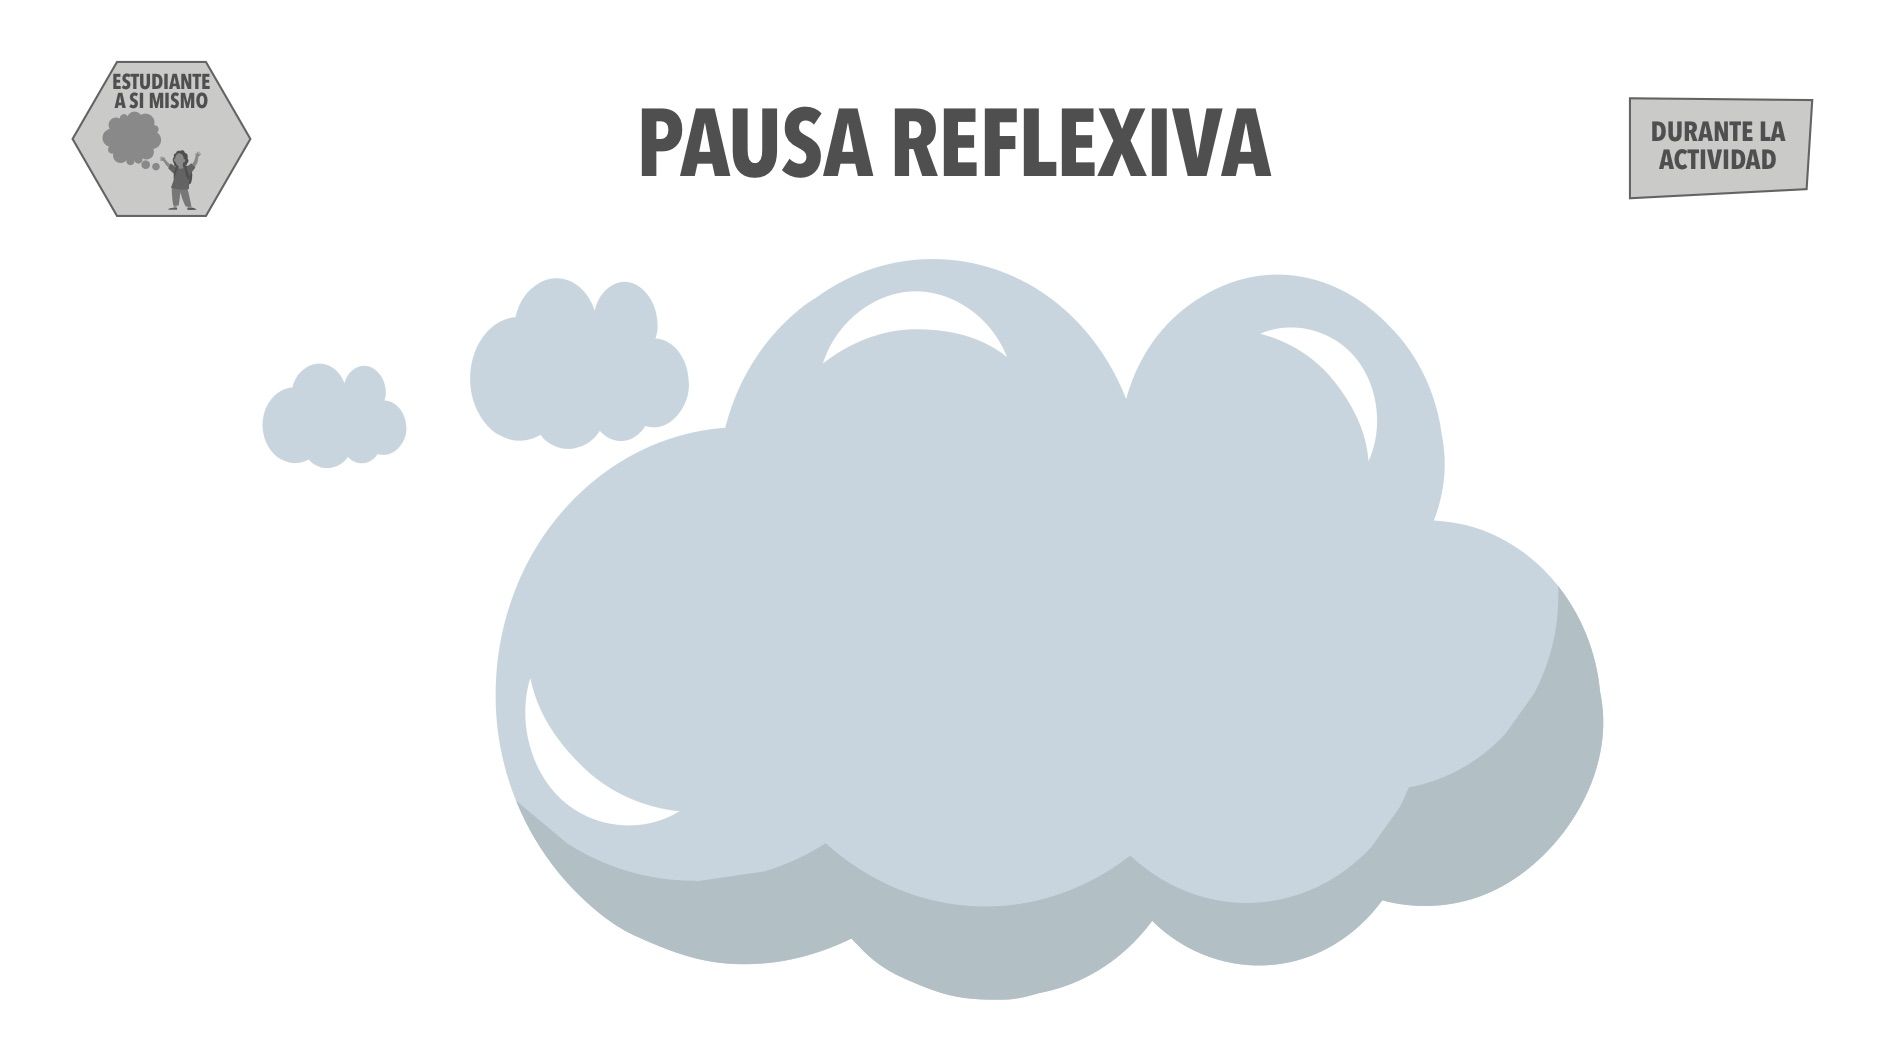 ESTUDIANTE
A SI MISMO
PAUSA REFLEXIVA
DURANTE LA
ACTIVIDAD